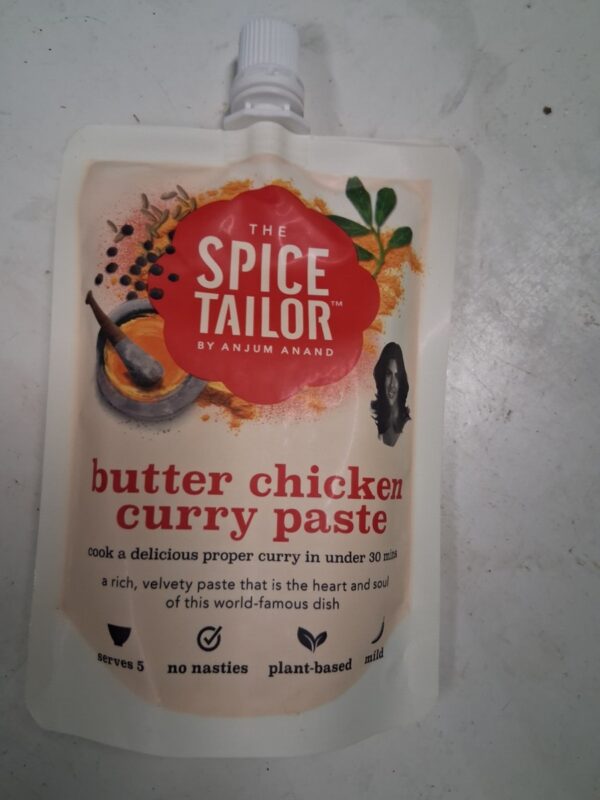 THE
SPICE
TAILOR™
BY ANJUM ANAND
butter chicken
curry paste
cook a delicious proper curry in under 30 mins
a rich, velvety paste that is the heart and soul
of this world-famous dish
serves 5 no nasties plant-based mild